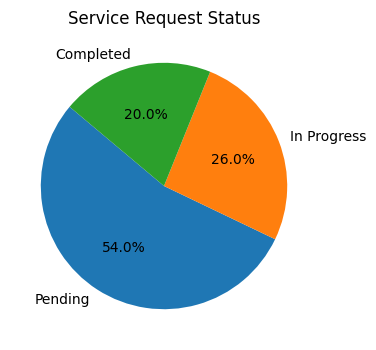 Service Request Status
Completed
20.0%
In Progress
26.0%
54.0%
Pending